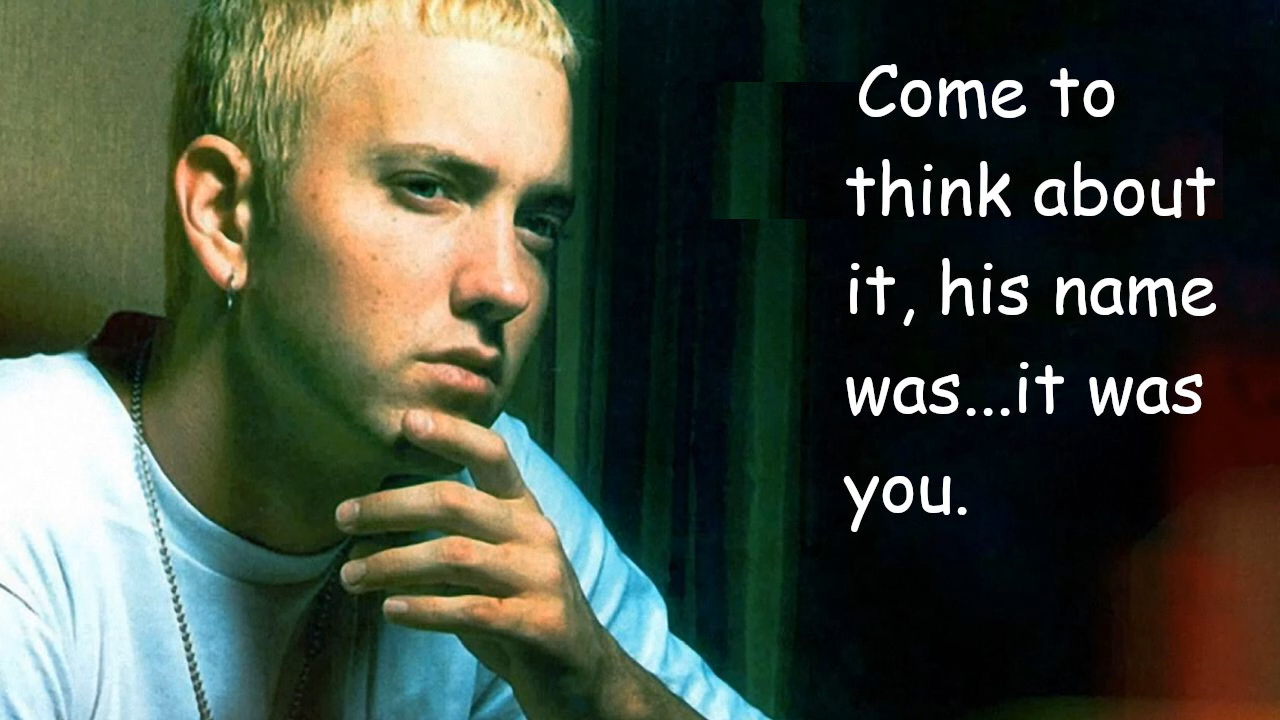 Come to
think about
it, his name
was...it was
you.